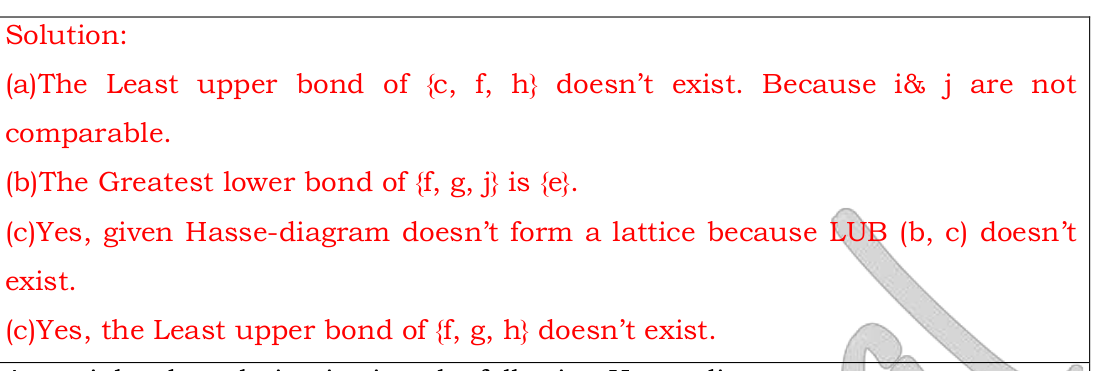 Solution:
(a)The Least upper bond of {c, f, h} doesn’t exist. Because i& j are not
comparable.
(b)The Greatest lower bond of {f, g, j} is {e}.
(c)Yes, given Hasse-diagram doesn’t form a lattice because LUB (b, c) doesn’t
exist.
(c)Yes, the Least upper bond of {f, g, h} doesn’t exist.